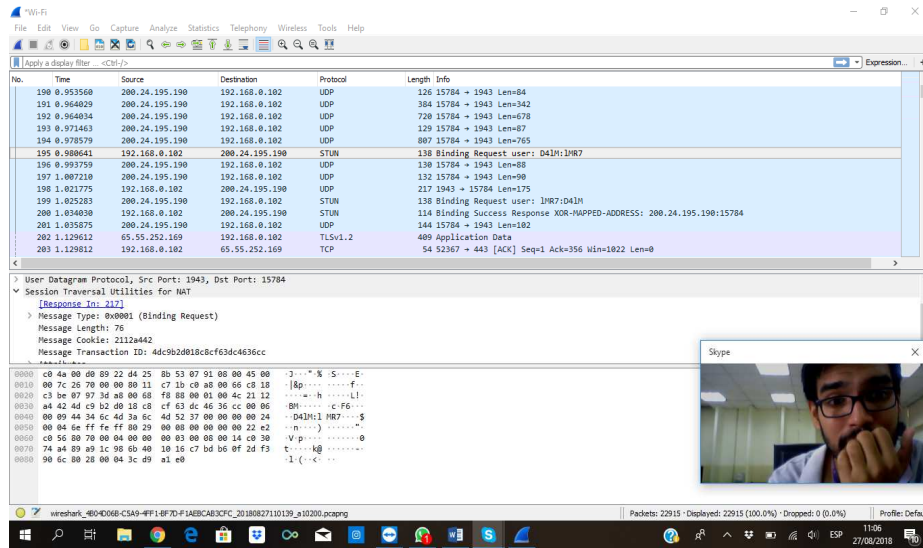 *Wi-Fi
File Edit View Go Capture Analyze Statistics Telephony Wireless Tools Help
Apply a display filter ... <Ctrl-/> Expression... +
No. Time Source Destination Protocol Length Info
190 0.953560 200.24.195.190 192.168.0.102 UDP 126 15784 → 1943 Len=84
191 0.964029 200.24.195.190 192.168.0.102 UDP 384 15784 → 1943 Len=342
192 0.964034 200.24.195.190 192.168.0.102 UDP 720 15784 → 1943 Len=678
193 0.971463 200.24.195.190 192.168.0.102 UDP 129 15784 → 1943 Len=87
194 0.978579 200.24.195.190 192.168.0.102 UDP 807 15784 → 1943 Len=765
195 0.980641 192.168.0.102 200.24.195.190 STUN 138 Binding Request user: D4lM:lMR7
196 0.993759 200.24.195.190 192.168.0.102 UDP 130 15784 → 1943 Len=88
197 1.007210 200.24.195.190 192.168.0.102 UDP 132 15784 → 1943 Len=90
198 1.021775 192.168.0.102 200.24.195.190 UDP 217 1943 → 15784 Len=175
199 1.025283 200.24.195.190 192.168.0.102 STUN 138 Binding Request user: lMR7:D4lM
200 1.034030 192.168.0.102 200.24.195.190 STUN 114 Binding Success Response XOR-MAPPED-ADDRESS: 200.24.195.190:15784
201 1.035875 200.24.195.190 192.168.0.102 UDP 144 15784 → 1943 Len=102
202 1.129612 65.55.252.169 192.168.0.102 TLSv1.2 409 Application Data
203 1.129812 192.168.0.102 65.55.252.169 TCP 54 52367 → 443 [ACK] Seq=1 Ack=356 Win=1022 Len=0
User Datagram Protocol, Src Port: 1943, Dst Port: 15784
Session Traversal Utilities for NAT
[Response In: 217]
Message Type: 0x0001 (Binding Request)
Message Length: 76
Message Cookie: 2112a442
Message Transaction ID: 4dc9b2d018c8cf63dc4636cc
Skype
0000 c0 4a 00 d0 89 22 d4 25 8b 53 07 91 08 00 45 00 ·J···"·% ·S····E·
0010 00 7c 26 70 00 00 80 11 c7 1b c0 a8 00 66 c8 18 ·|&p···· ·····f··
0020 c3 be 07 97 3d a8 00 68 f8 88 00 01 00 4c 21 12 ····=··h ·····L!·
0030 a4 42 4d c9 b2 d0 18 c8 cf 63 dc 46 36 cc 00 06 ·BM····· ·c·F6···
0040 00 09 44 34 6c 4d 3a 6c 4d 52 37 00 00 00 00 24 ··D4lM:l MR7····$
0050 00 04 6e ff fe ff 80 29 00 08 00 00 00 00 22 e2 ··n····) ······"·
0060 c0 56 80 70 00 04 00 00 00 03 00 08 00 14 c0 30 ·V·p···· ·······0
0070 74 a4 89 a9 1c 98 6b 40 10 16 c7 bd b6 0f 2d f3 t·····k@ ······-·
0080 90 6c 80 28 00 04 3c d9 a1 e0 ·l·(··<· ··
wireshark_4B04D06B-C5A9-4FF1-BF7D-F1AEBCAB3CFC_20180827110139_a10200.pcapng Packets: 22915 · Displayed: 22915 (100.0%) · Dropped: 0 (0.0%) Profile: Defau
ESP 11:06
27/08/2018